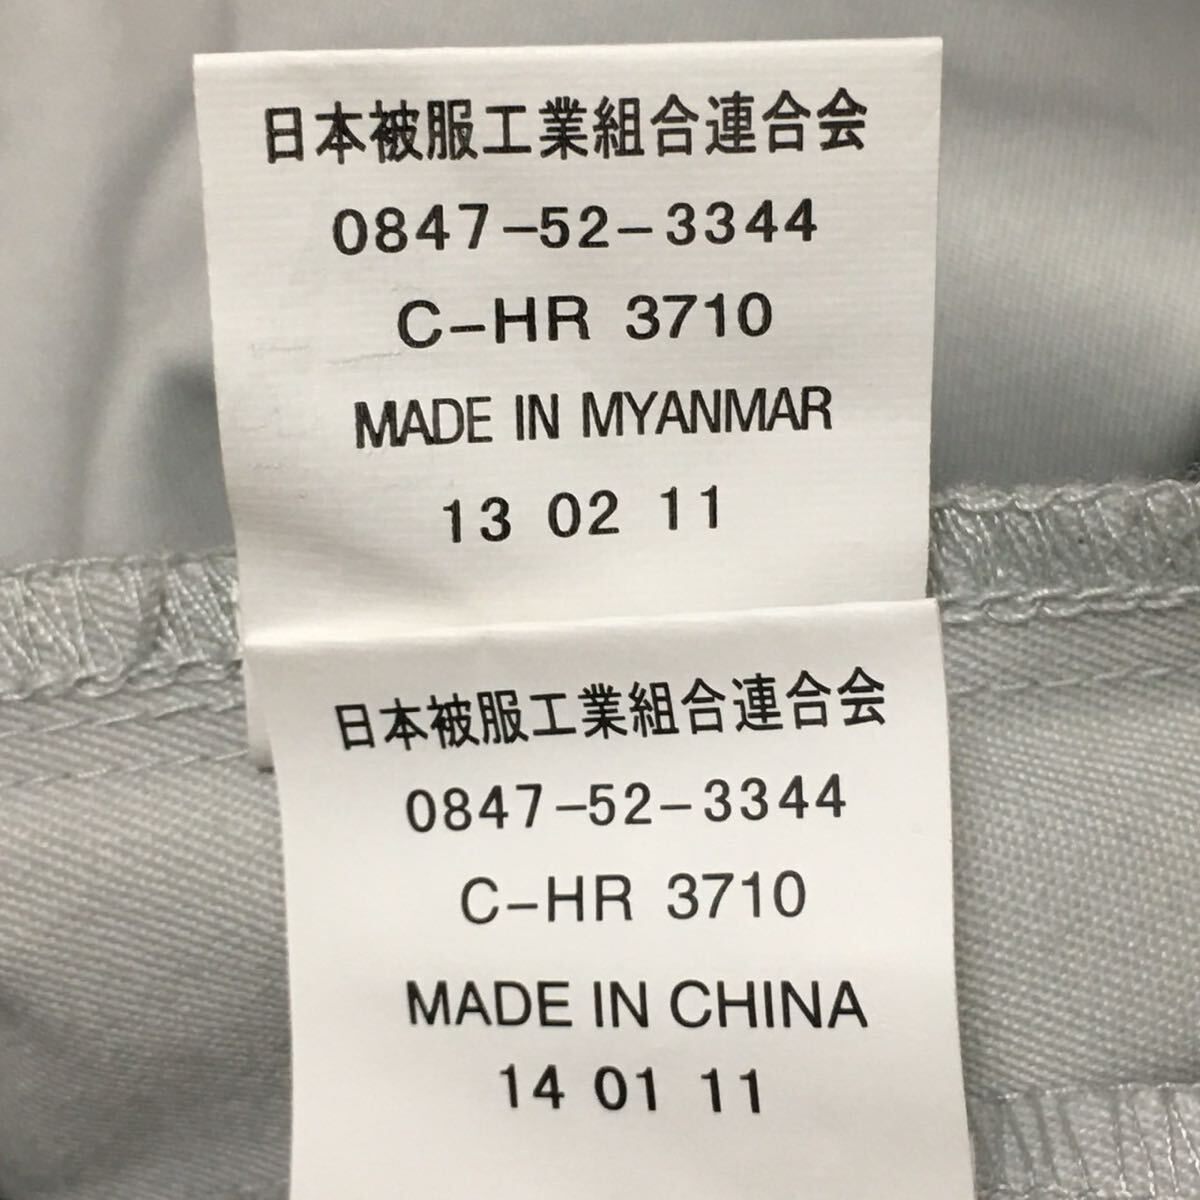 日本被服工業組合連合会
0847-52-3344
C-HR 3710
MADE IN MYANMAR
13 02 11
日本被服工業組合連合会
0847-52-3344
C-HR 3710
MADE IN CHINA
14 01 11